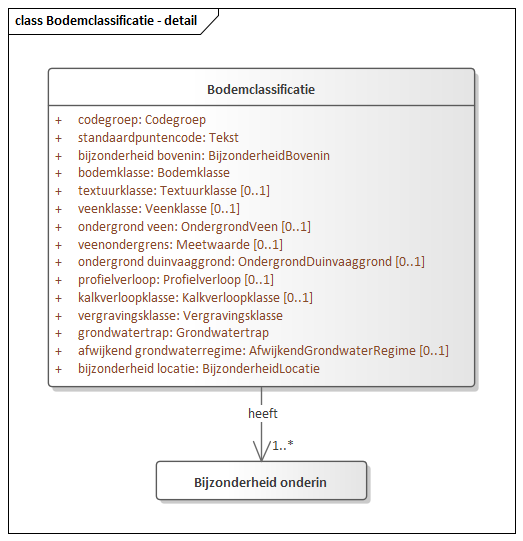 class Bodemclassificatie - detail
Bodemclassificatie
+ codegroep: Codegroep
+ standaardpuntencode: Tekst
+ bijzonderheid bovenin: BijzonderheidBovenin
+ bodemklasse: Bodemklasse
+ textuurklasse: Textuurklasse [0..1]
+ veenklasse: Veenklasse [0..1]
+ ondergrond veen: OndergrondVeen [0..1]
+ veenondergrens: Meetwaarde [0..1]
+ ondergrond duinvaaggrond: OndergrondDuinvaaggrond [0..1]
+ profielverloop: Profielverloop [0..1]
+ kalkverloopklasse: Kalkverloopklasse [0..1]
+ vergravingsklasse: Vergravingsklasse
+ grondwatertrap: Grondwatertrap
+ afwijkend grondwaterregime: AfwijkendGrondwaterRegime [0..1]
+ bijzonderheid locatie: BijzonderheidLocatie
heeft
1..*
Bijzonderheid onderin